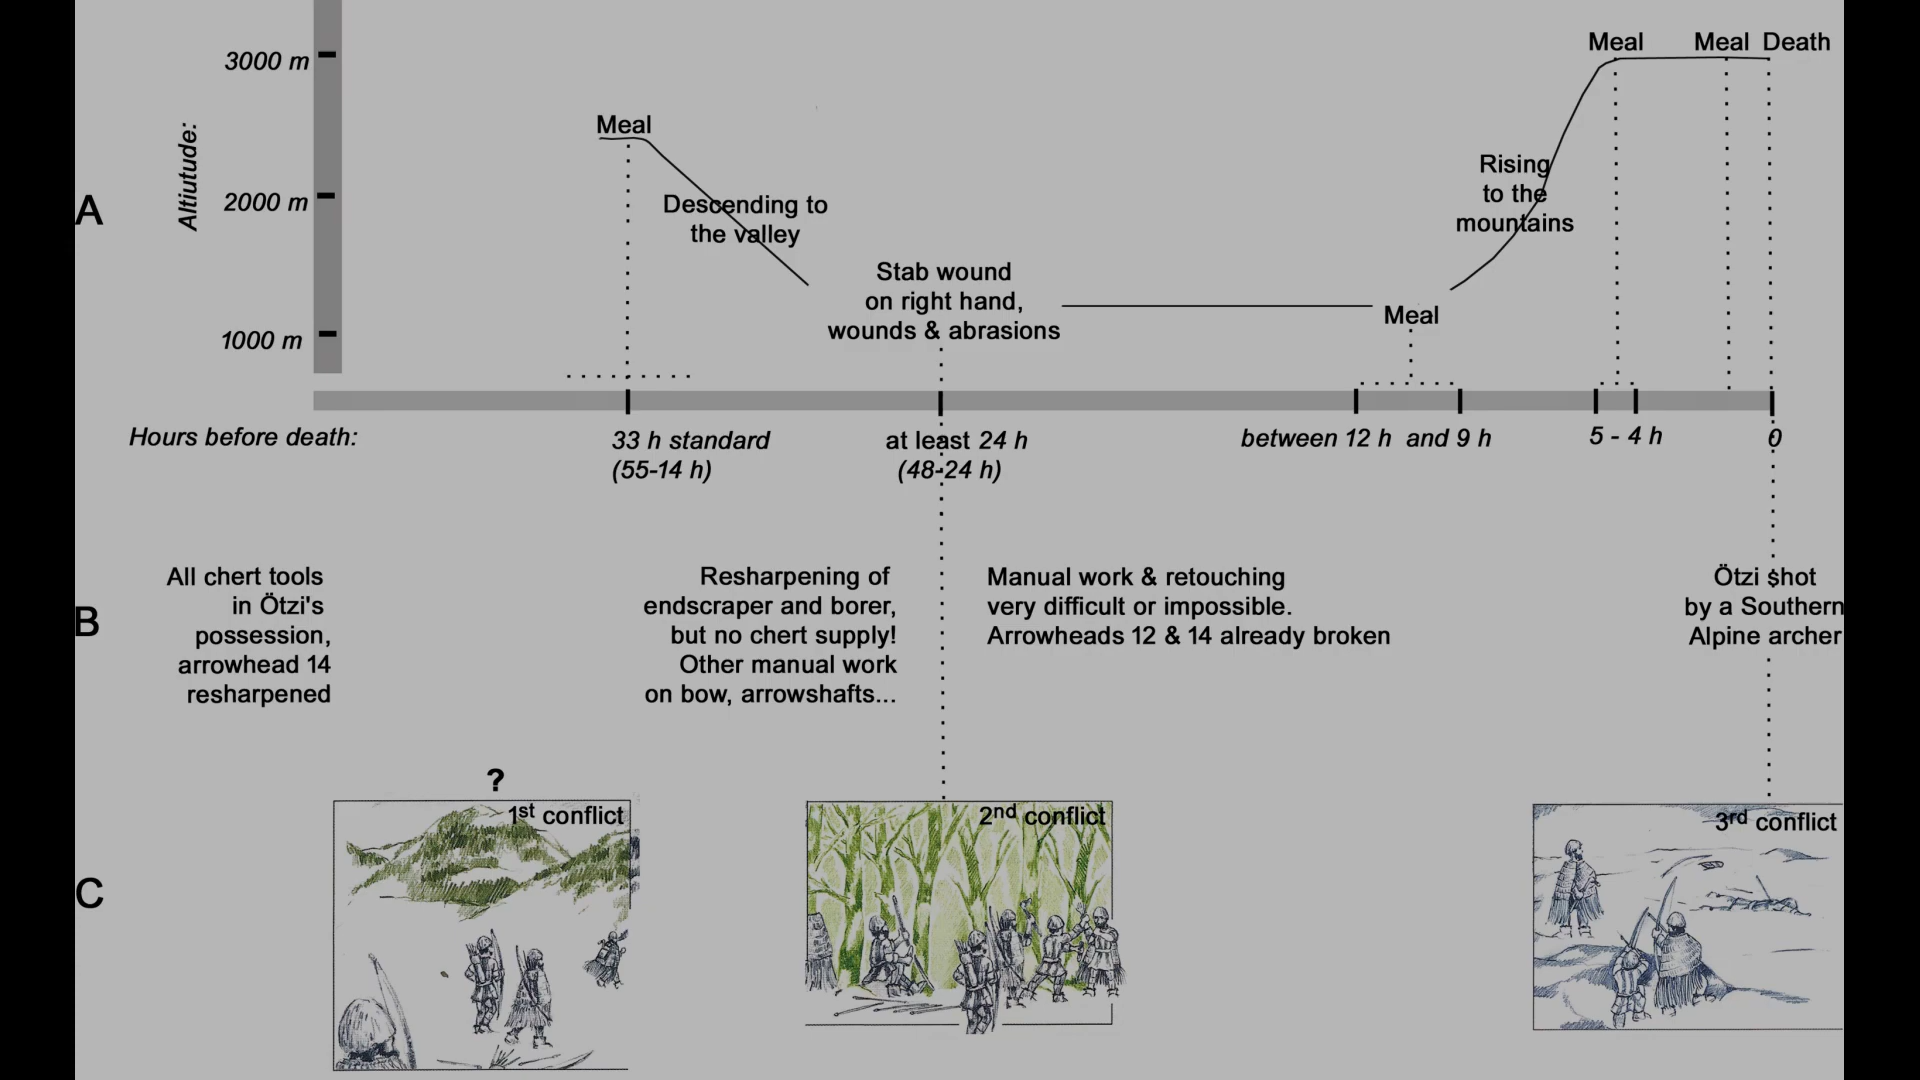 Meal
Meal Death
3000 m
Meal
Rising
to the
mountains
Altiutude:
2000 m
A
Descending to
the valley
Stab wound
on right hand,
wounds & abrasions
Meal
1000 m
Hours before death:
33 h standard
(55-14 h)
at least 24 h
(48-24 h)
between 12 h and 9 h
5 - 4 h
0
B
All chert tools
in Ötzi's
possession,
arrowhead 14
resharpened
Resharpening of
endscraper and borer,
but no chert supply!
Other manual work
on bow, arrowshafts...
Manual work & retouching
very difficult or impossible.
Arrowheads 12 & 14 already broken
Ötzi shot
by a Southern
Alpine archer
C
?
1st conflict
2nd conflict
3rd conflict